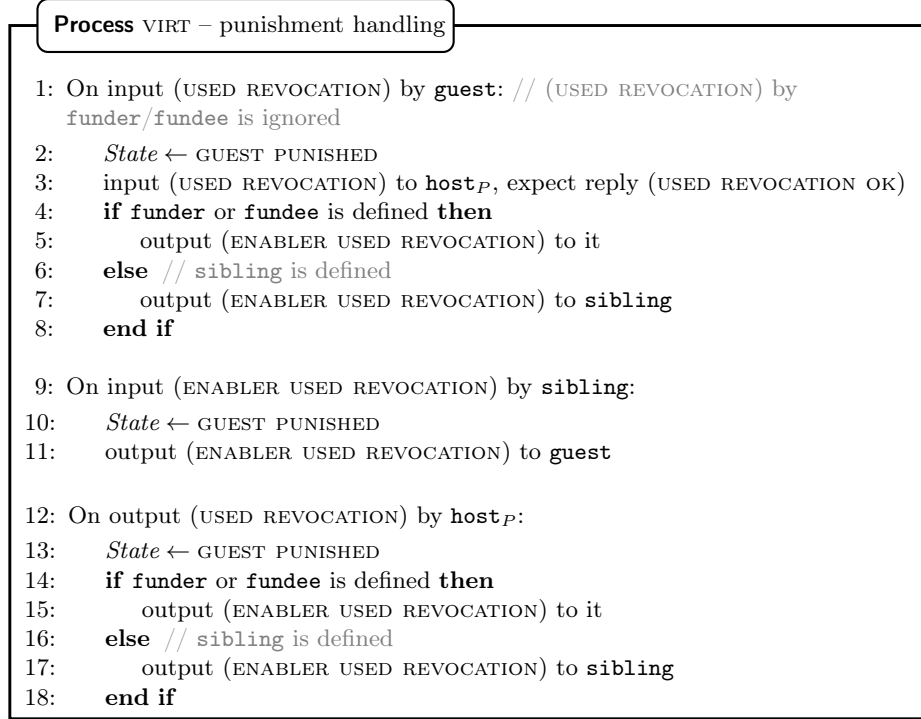 Process VIRT – punishment handling
1: On input (USED REVOCATION) by guest: // (USED REVOCATION) by
funder/fundee is ignored
2: State ← GUEST PUNISHED
3: input (USED REVOCATION) to host_P, expect reply (USED REVOCATION OK)
4: if funder or fundee is defined then
5: output (ENABLER USED REVOCATION) to it
6: else // sibling is defined
7: output (ENABLER USED REVOCATION) to sibling
8: end if
9: On input (ENABLER USED REVOCATION) by sibling:
10: State ← GUEST PUNISHED
11: output (ENABLER USED REVOCATION) to guest
12: On output (USED REVOCATION) by host_P:
13: State ← GUEST PUNISHED
14: if funder or fundee is defined then
15: output (ENABLER USED REVOCATION) to it
16: else // sibling is defined
17: output (ENABLER USED REVOCATION) to sibling
18: end if